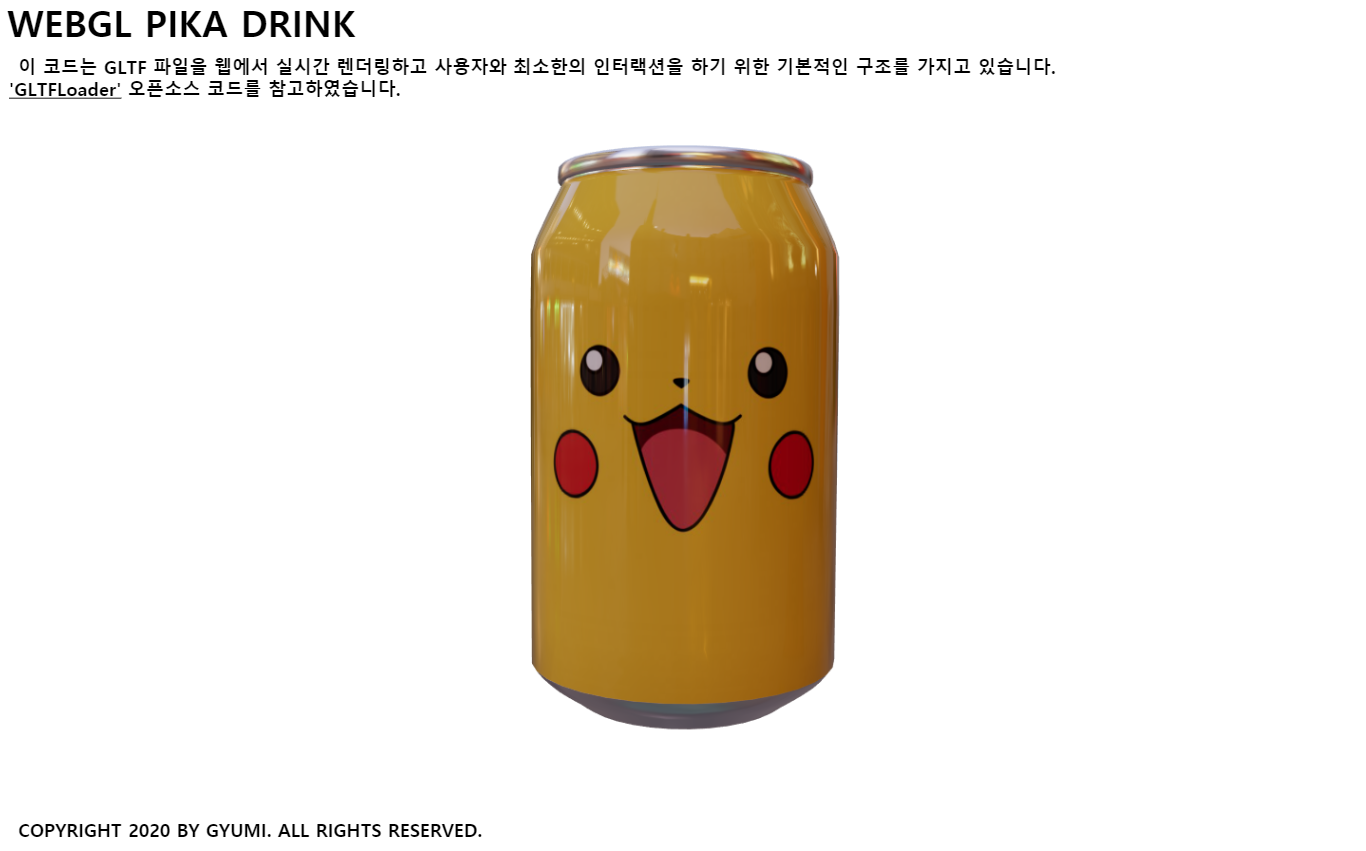 WEBGL PIKA DRINK
이 코드는 GLTF 파일을 웹에서 실시간 렌더링하고 사용자와 최소한의 인터랙션을 하기 위한 기본적인 구조를 가지고 있습니다.
'GLTFLoader' 오픈소스 코드를 참고하였습니다.
COPYRIGHT 2020 BY GYUMI. ALL RIGHTS RESERVED.